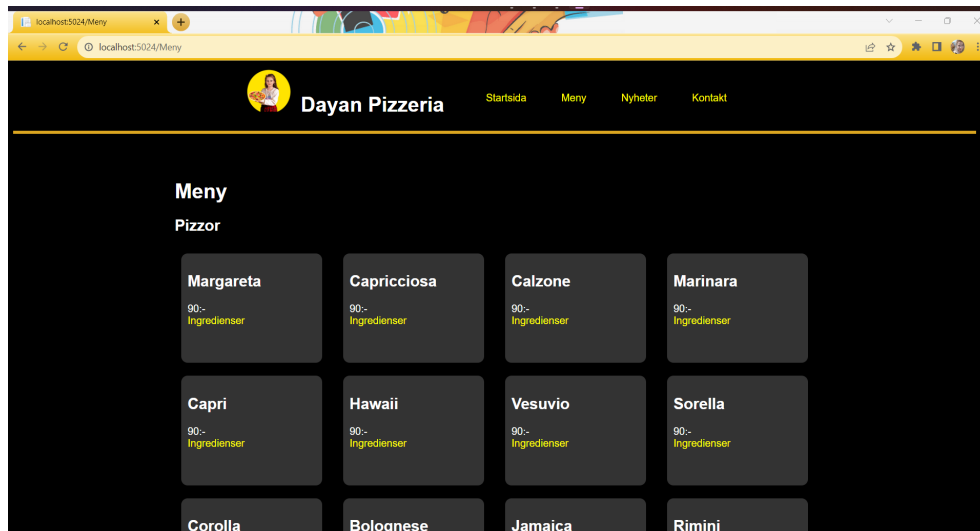 localhost:5024/Meny
localhost:5024/Meny
Dayan Pizzeria
Startsida Meny Nyheter Kontakt
Meny
Pizzor
Margareta Capricciosa Calzone Marinara
90:- 90:- 90:- 90:-
Ingredienser Ingredienser Ingredienser Ingredienser
Capri Hawaii Vesuvio Sorella
90:- 90:- 90:- 90:-
Ingredienser Ingredienser Ingredienser Ingredienser
Corolla Bolognese Jamaica Rimini